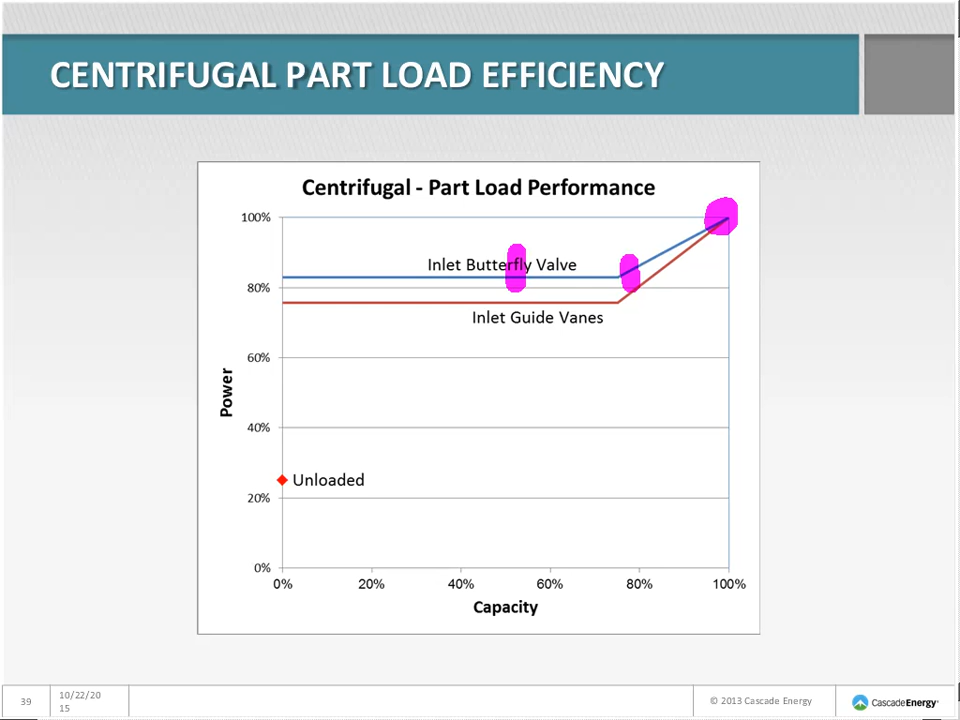 CENTRIFUGAL PART LOAD EFFICIENCY
Centrifugal - Part Load Performance
100%
Inlet Butterfly Valve
80%
Inlet Guide Vanes
60%
Power
40%
Unloaded
20%
0%
0% 20% 40% 60% 80% 100%
Capacity
39
10/22/20
15
© 2013 Cascade Energy
CascadeEnergy